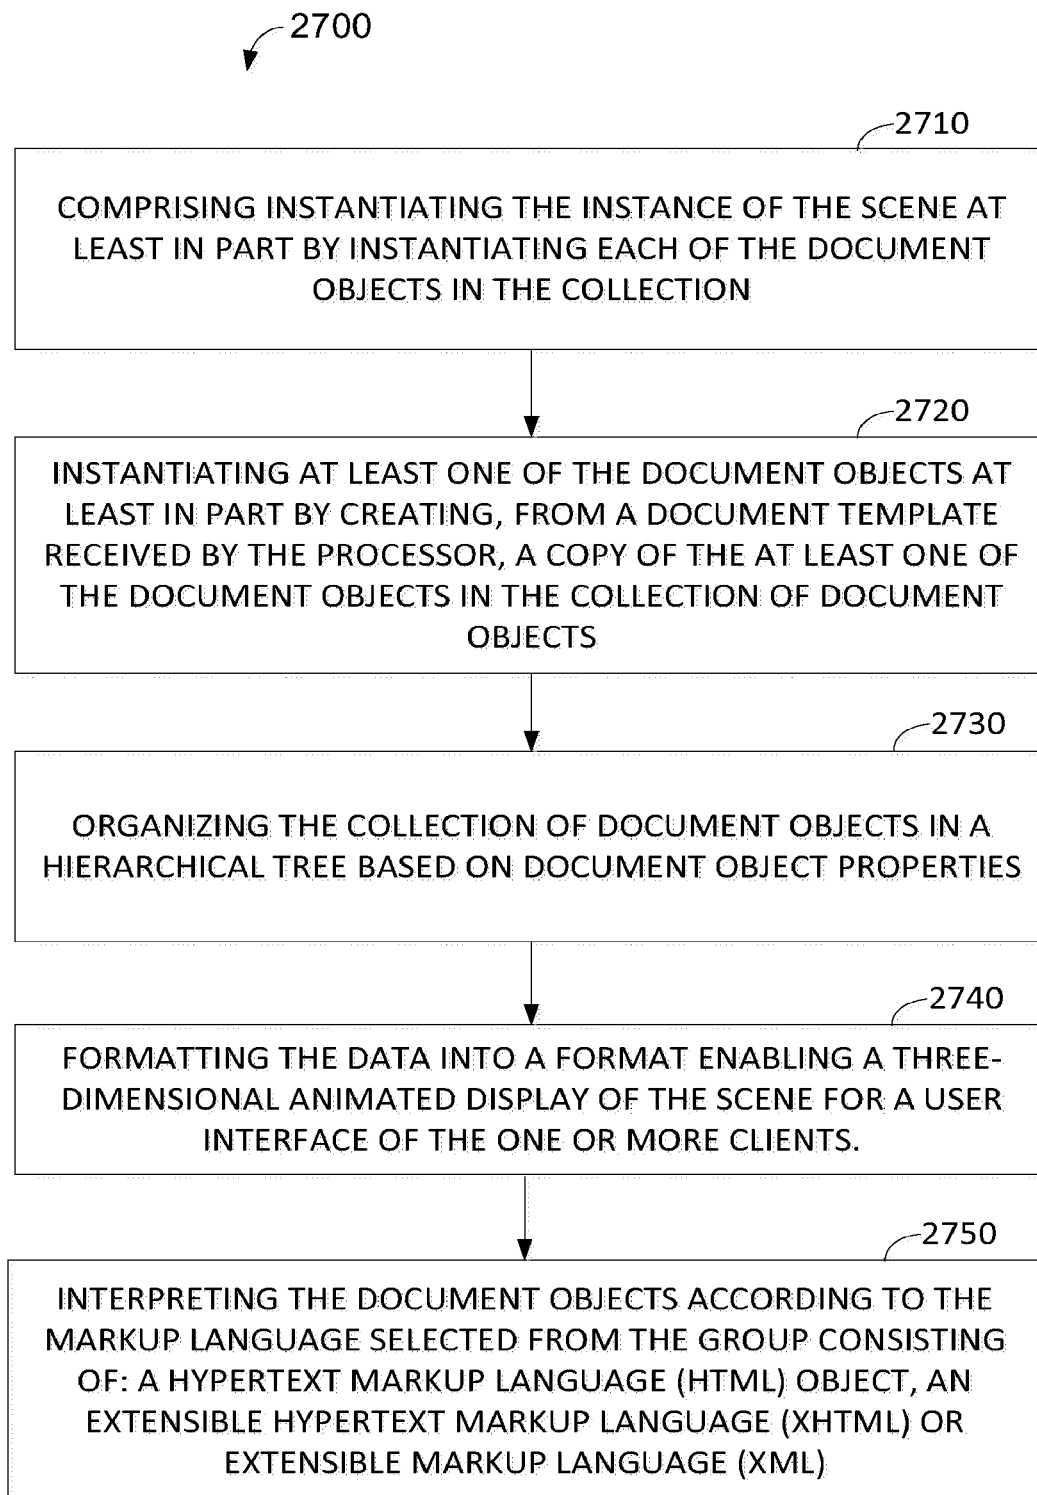 2700
2710
COMPRISING INSTANTIATING THE INSTANCE OF THE SCENE AT
LEAST IN PART BY INSTANTIATING EACH OF THE DOCUMENT
OBJECTS IN THE COLLECTION
2720
INSTANTIATING AT LEAST ONE OF THE DOCUMENT OBJECTS AT
LEAST IN PART BY CREATING, FROM A DOCUMENT TEMPLATE
RECEIVED BY THE PROCESSOR, A COPY OF THE AT LEAST ONE OF
THE DOCUMENT OBJECTS IN THE COLLECTION OF DOCUMENT
OBJECTS
2730
ORGANIZING THE COLLECTION OF DOCUMENT OBJECTS IN A
HIERARCHICAL TREE BASED ON DOCUMENT OBJECT PROPERTIES
2740
FORMATTING THE DATA INTO A FORMAT ENABLING A THREE-
DIMENSIONAL ANIMATED DISPLAY OF THE SCENE FOR A USER
INTERFACE OF THE ONE OR MORE CLIENTS.
2750
INTERPRETING THE DOCUMENT OBJECTS ACCORDING TO THE
MARKUP LANGUAGE SELECTED FROM THE GROUP CONSISTING
OF: A HYPERTEXT MARKUP LANGUAGE (HTML) OBJECT, AN
EXTENSIBLE HYPERTEXT MARKUP LANGUAGE (XHTML) OR
EXTENSIBLE MARKUP LANGUAGE (XML)